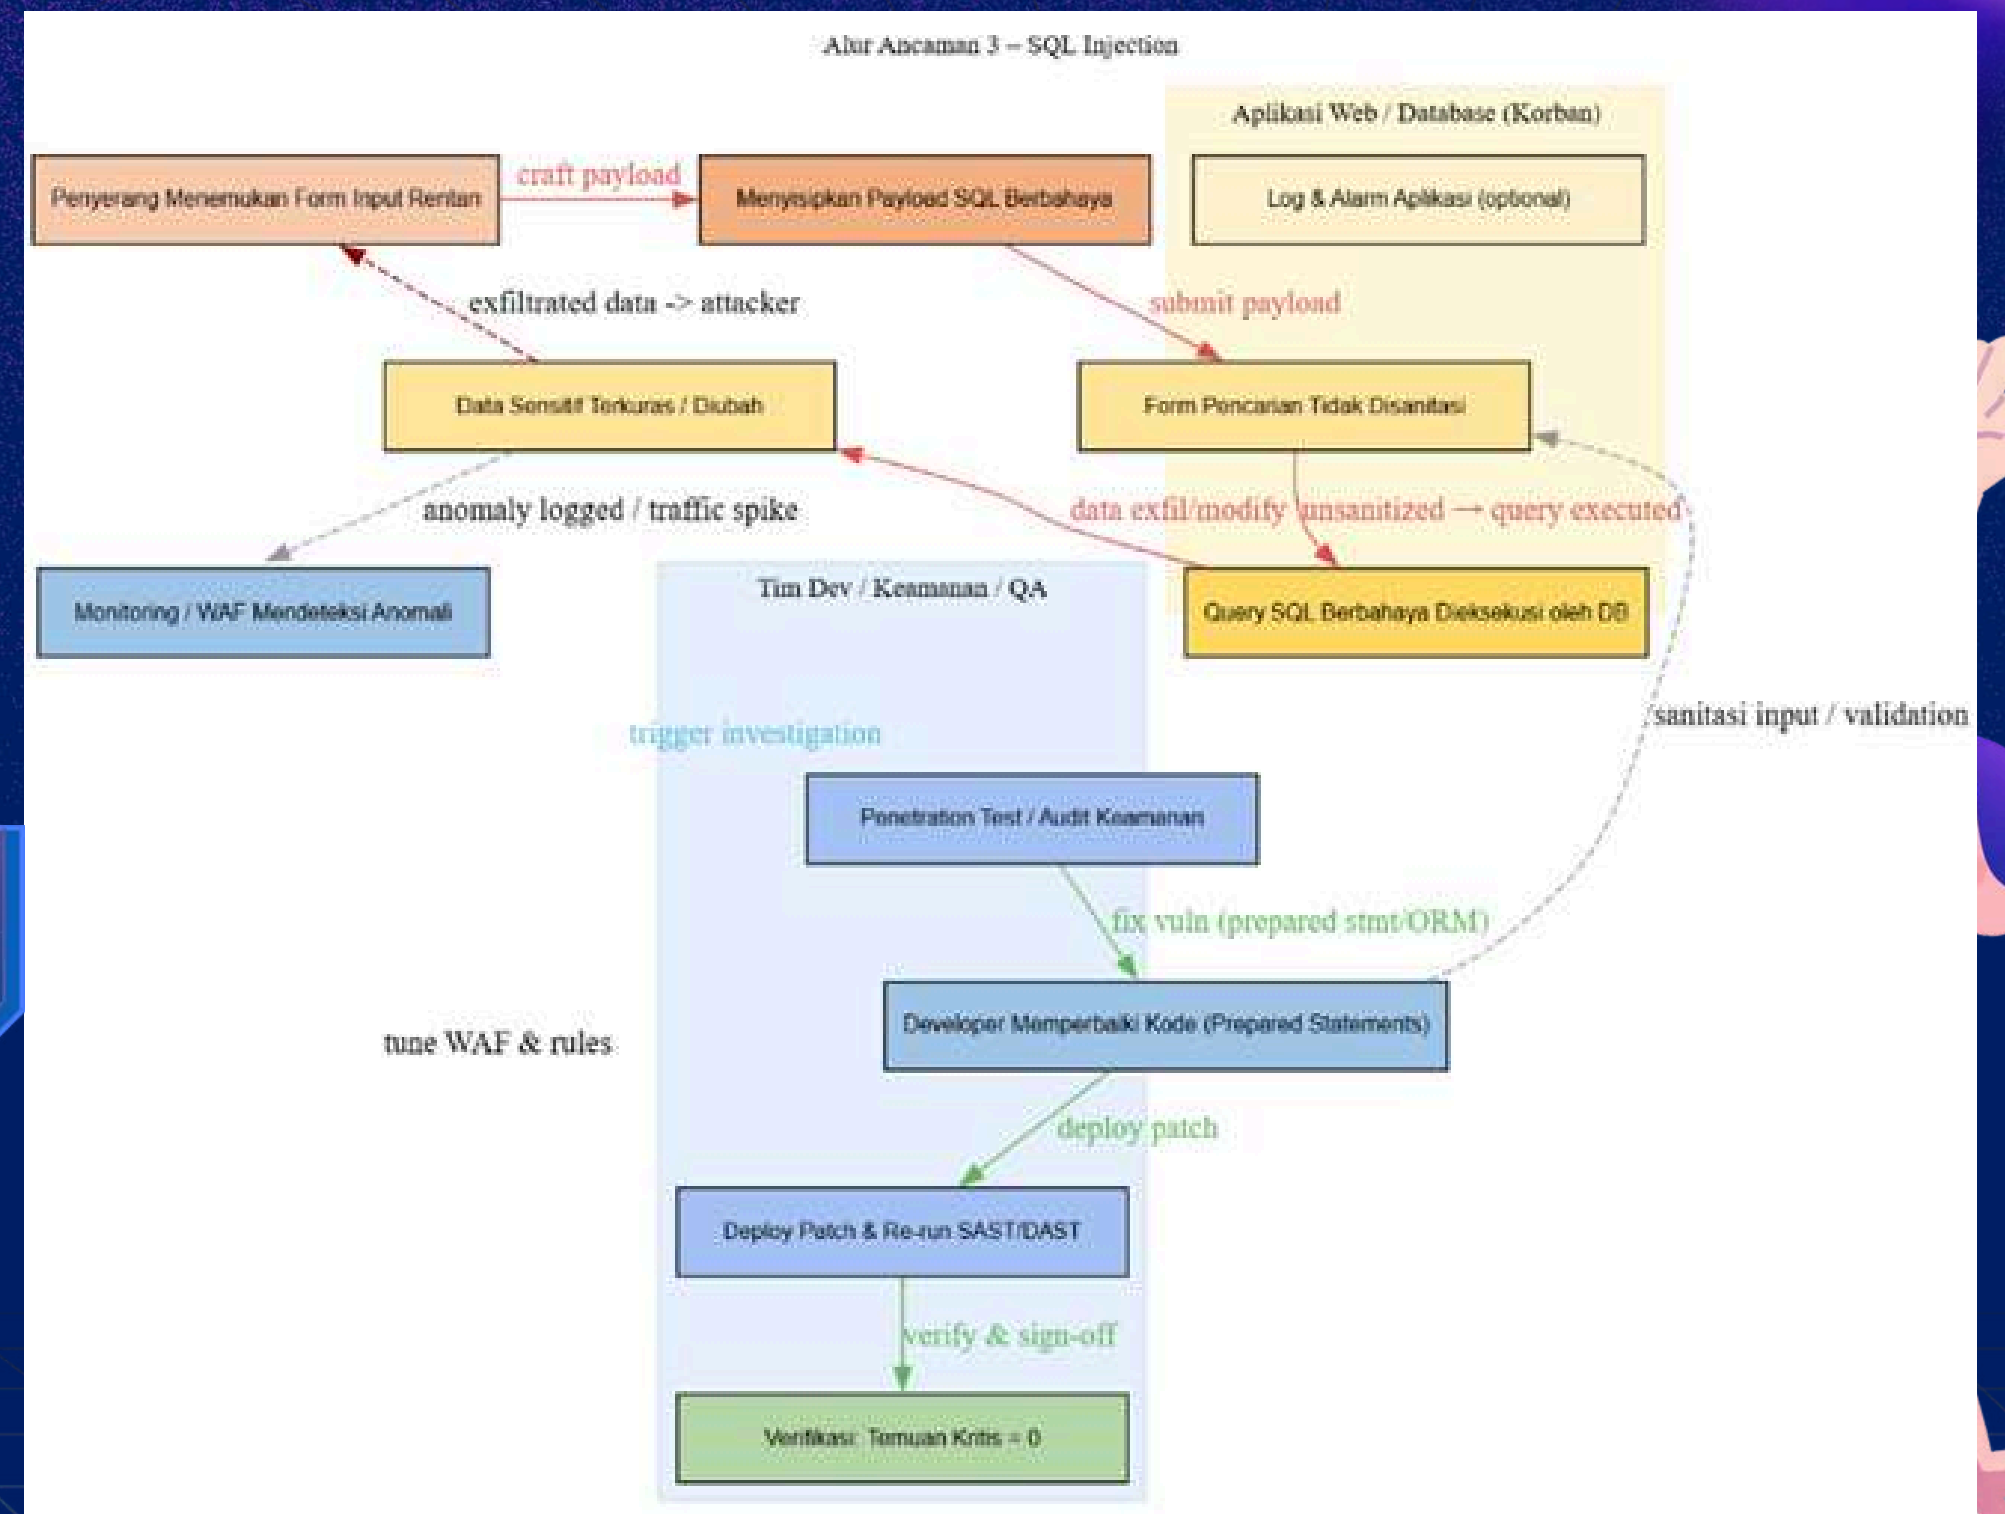 Alur Ancaman 3 – SQL Injection
Aplikasi Web / Database (Korban)
Penyerang Menemukan Form Input Rentan
craft payload
Menyisipkan Payload SQL Berbahaya
Log & Alarm Aplikasi (optional)
exfiltrated data -> attacker
submit payload
Data Sensitif Terkuras / Diubah
Form Pencarian Tidak Disanitasi
anomaly logged / traffic spike
data exfil/modify
unsanitized → query executed
Monitoring / WAF Mendeteksi Anomali
Tim Dev / Keamanan / QA
Query SQL Berbahaya Dieksekusi oleh DB
trigger investigation
sanitasi input / validation
Penetration Test / Audit Keamanan
fix vuln (prepared stmt/ORM)
Developer Memperbaiki Kode (Prepared Statements)
tune WAF & rules
deploy patch
Deploy Patch & Re-run SAST/DAST
verify & sign-off
Verifikasi: Temuan Kritis = 0